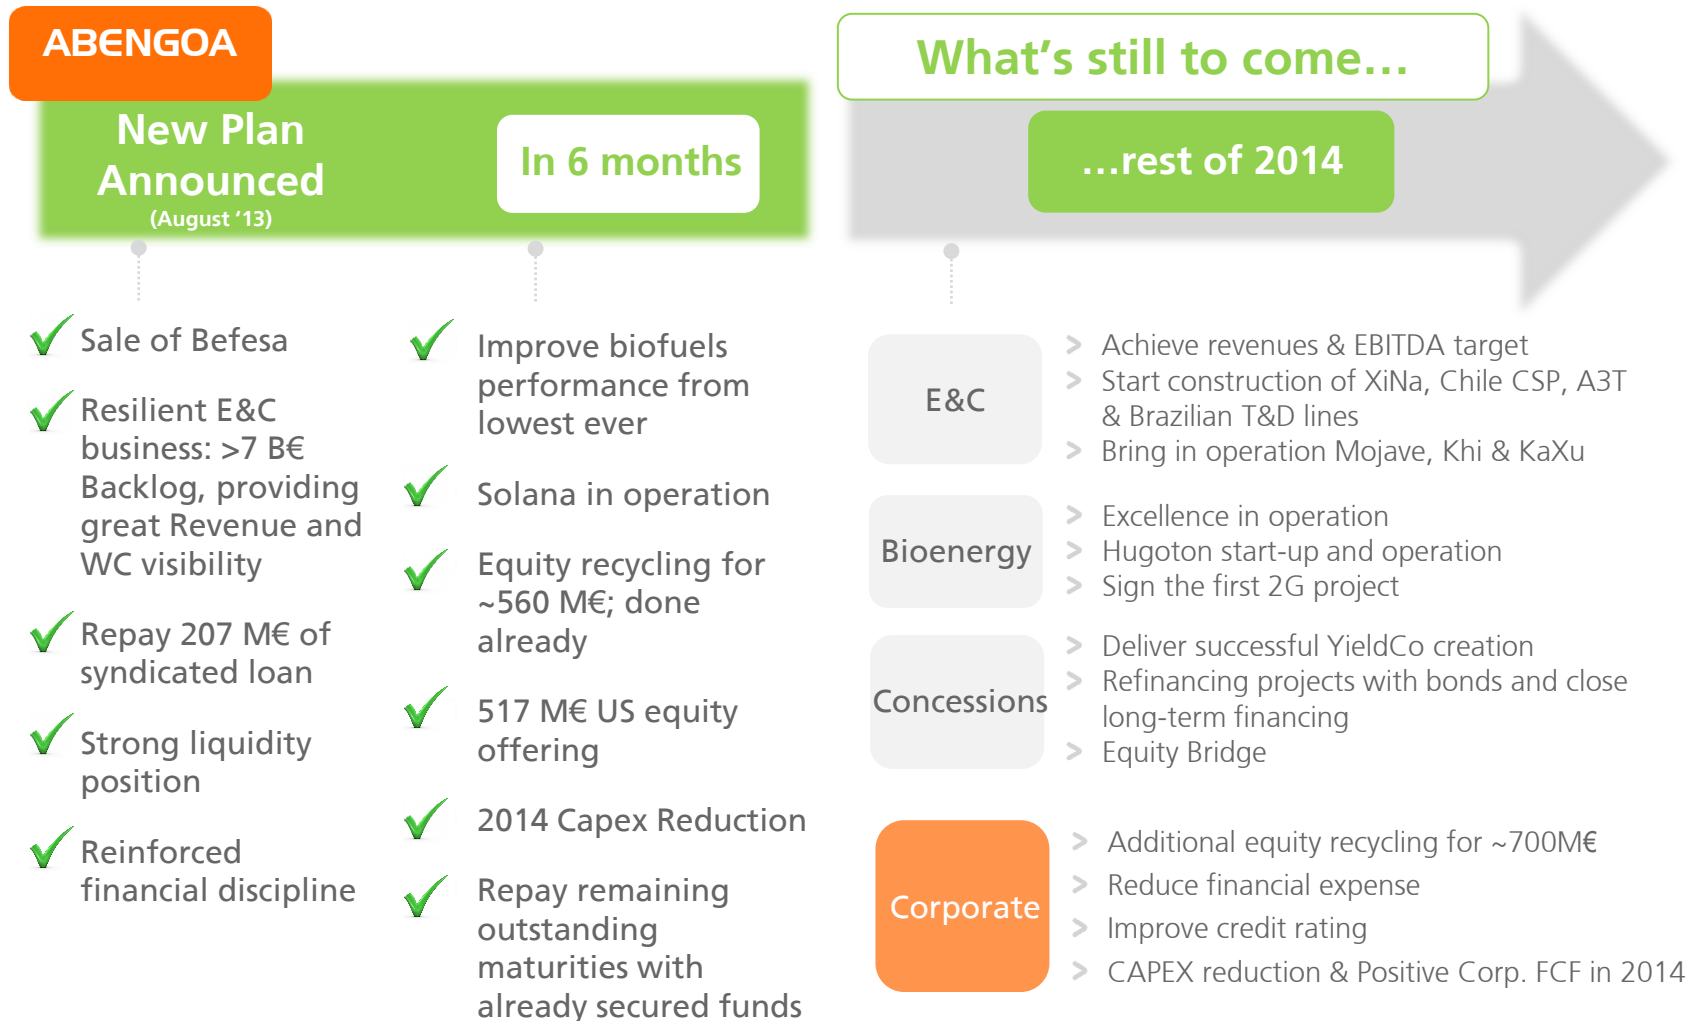 ABENGOA
New Plan
Announced
(August ‘13)
In 6 months
What’s still to come…
…rest of 2014
Sale of Befesa
Resilient E&C
business: >7 B€
Backlog, providing
great Revenue and
WC visibility
Repay 207 M€ of
syndicated loan
Strong liquidity
position
Reinforced
financial discipline
Improve biofuels
performance from
lowest ever
Solana in operation
Equity recycling for
~560 M€; done
already
517 M€ US equity
offering
2014 Capex Reduction
Repay remaining
outstanding
maturities with
already secured funds
E&C
> Achieve revenues & EBITDA target
> Start construction of XiNa, Chile CSP, A3T
& Brazilian T&D lines
> Bring in operation Mojave, Khi & KaXu
Bioenergy
> Excellence in operation
> Hugoton start-up and operation
> Sign the first 2G project
Concessions
> Deliver successful YieldCo creation
> Refinancing projects with bonds and close
long-term financing
> Equity Bridge
Corporate
> Additional equity recycling for ~700M€
> Reduce financial expense
> Improve credit rating
> CAPEX reduction & Positive Corp. FCF in 2014